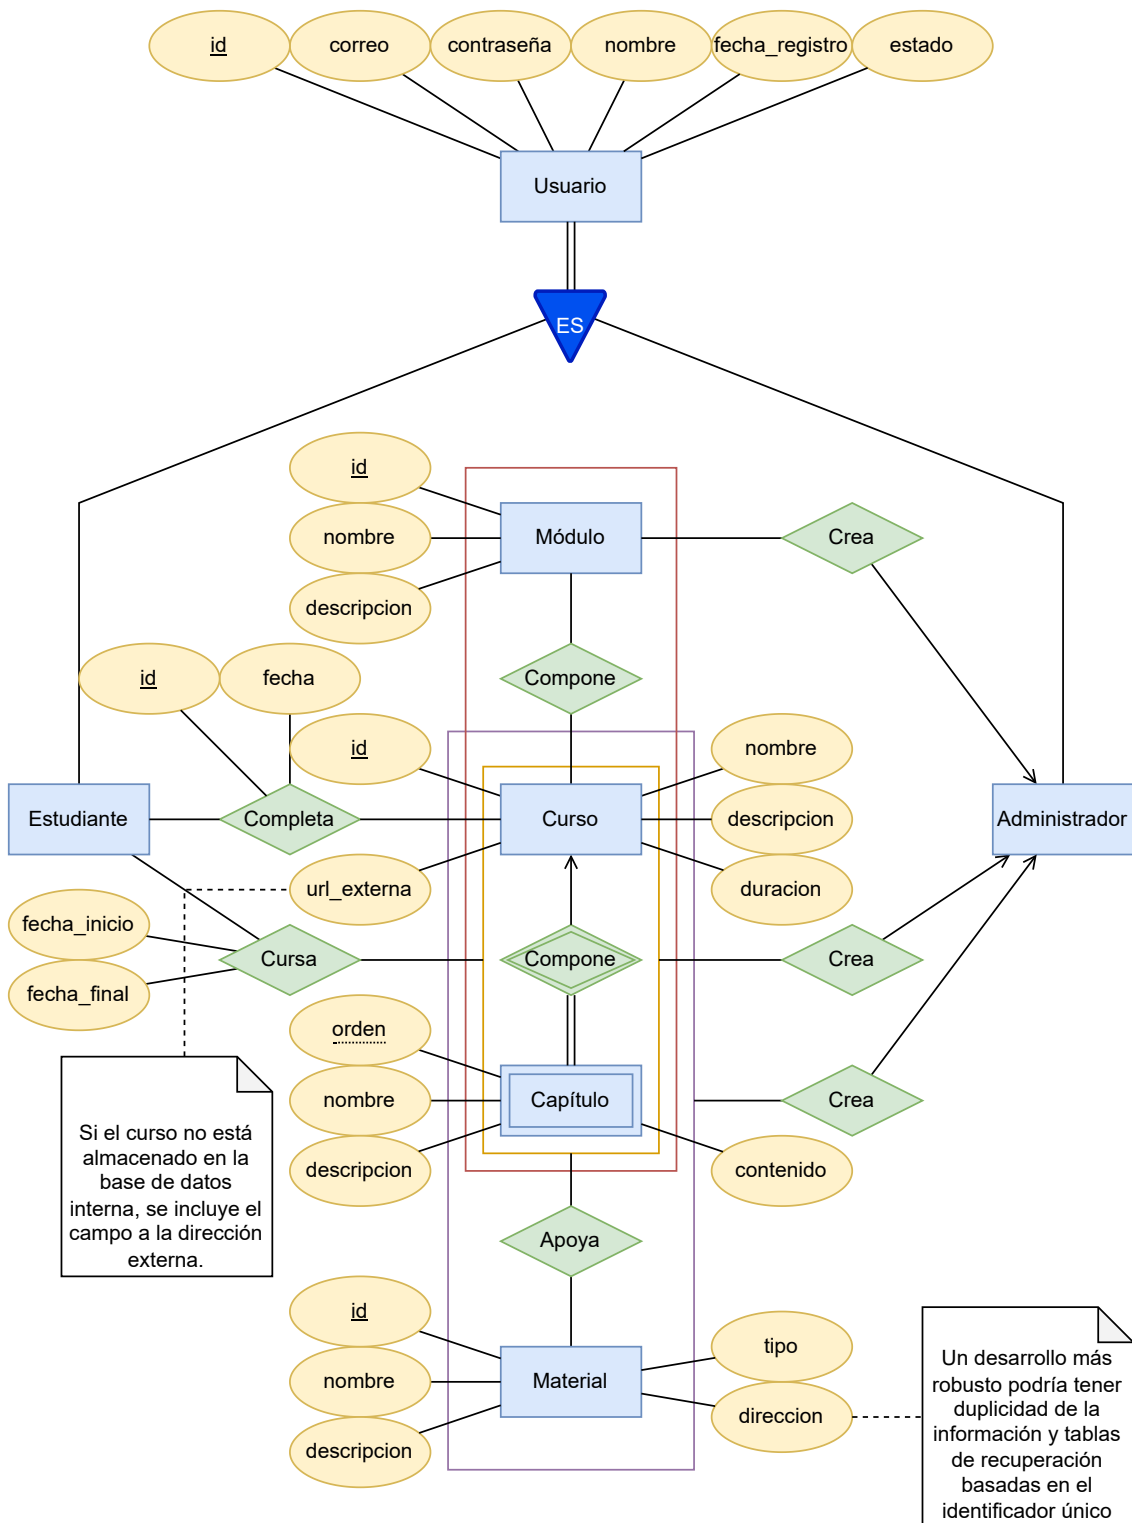 id
correo
contraseña
nombre
fecha_registro
estado
Usuario
ES
id
nombre
descripcion
Módulo
Crea
id
fecha
Compone
id
nombre
Estudiante
Completa
Curso
descripcion
Administrador
url_externa
duracion
fecha_inicio
fecha_final
Cursa
Compone
Crea
orden
nombre
descripcion
Capítulo
Crea
contenido
Si el curso no está
almacenado en la
base de datos
interna, se incluye el
campo a la dirección
externa.
Apoya
id
nombre
descripcion
Material
tipo
direccion
Un desarrollo más
robusto podría tener
duplicidad de la
información y tablas
de recuperación
basadas en el
identificador único